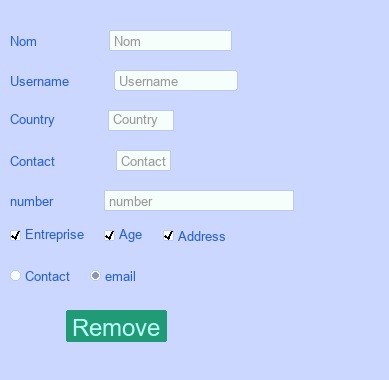 Nom Nom
Username Username
Country Country
Contact Contact
number number
Entreprise Age Address
Contact email
Remove